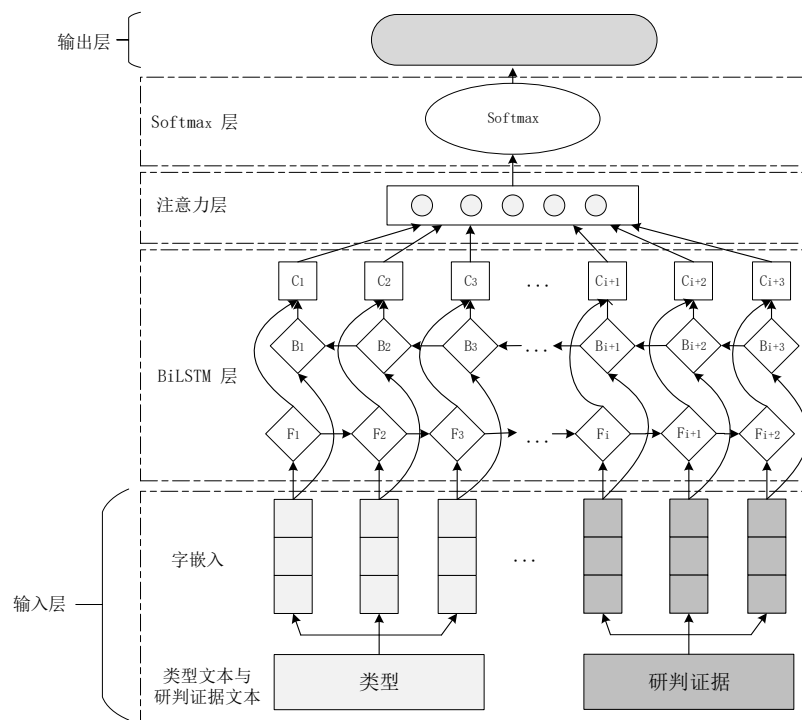 输出层
Softmax 层
Softmax
注意力层
C1 C2 C3 ... Ci+1 Ci+2 Ci+3
B1 B2 B3 ... Bi+1 Bi+2 Bi+3
BiLSTM 层
F1 F2 F3 ... Fi Fi+1 Fi+2
字嵌入 ...
输入层
类型文本与
研判证据文本
类型 研判证据